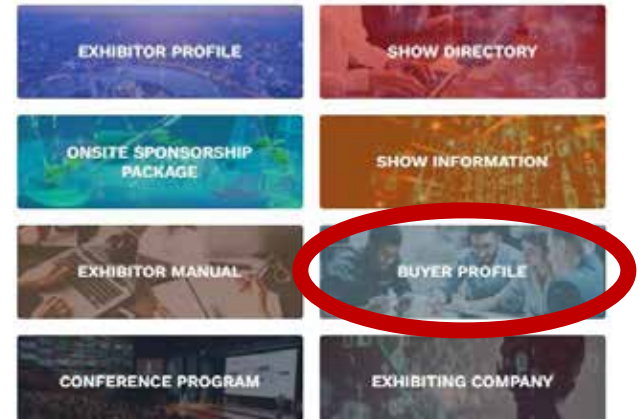 EXHIBITOR PROFILE
SHOW DIRECTORY
ONSITE SPONSORSHIP
PACKAGE
SHOW INFORMATION
EXHIBITOR MANUAL
BUYER PROFILE
CONFERENCE PROGRAM
EXHIBITING COMPANY